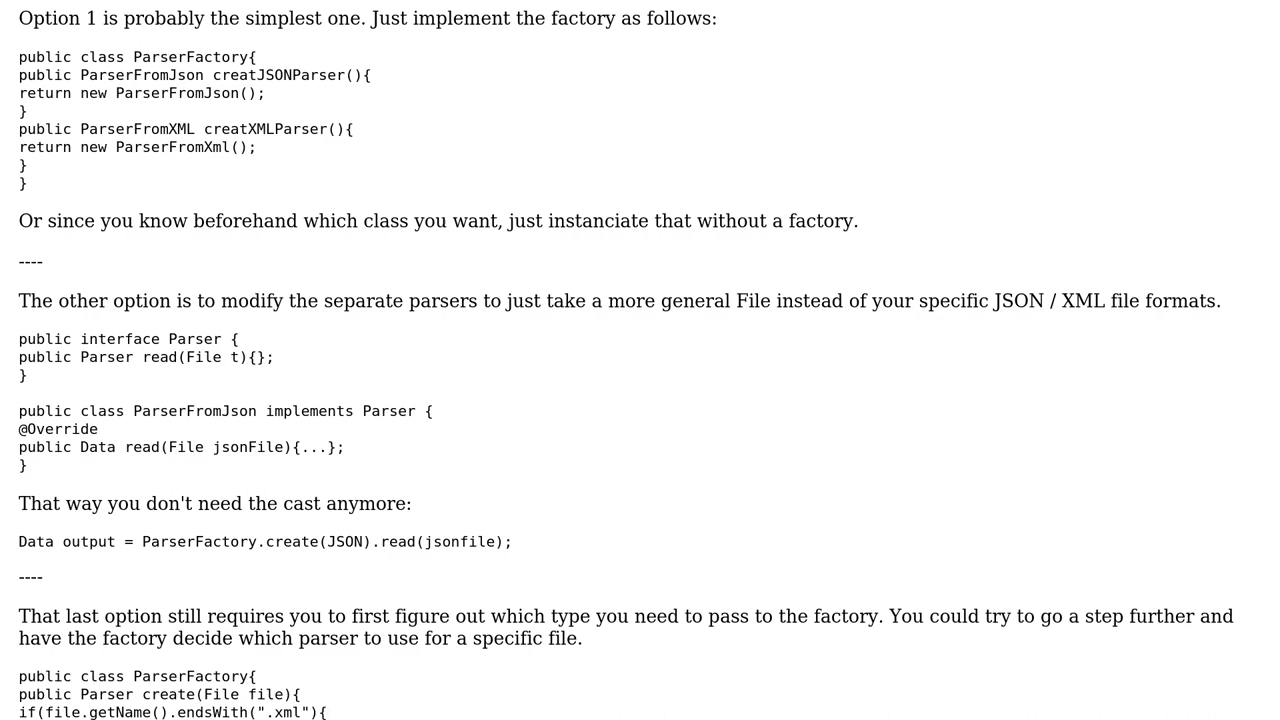 Option 1 is probably the simplest one. Just implement the factory as follows:
public class ParserFactory{
public ParserFromJson creatJSONParser(){
return new ParserFromJson();
}
public ParserFromXML creatXMLParser(){
return new ParserFromXml();
}
}
Or since you know beforehand which class you want, just instanciate that without a factory.
----
The other option is to modify the separate parsers to just take a more general File instead of your specific JSON / XML file formats.
public interface Parser {
public Parser read(File t){};
}
public class ParserFromJson implements Parser {
@Override
public Data read(File jsonFile){...};
}
That way you don't need the cast anymore:
Data output = ParserFactory.create(JSON).read(jsonfile);
----
That last option still requires you to first figure out which type you need to pass to the factory. You could try to go a step further and
have the factory decide which parser to use for a specific file.
public class ParserFactory{
public Parser create(File file){
if(file.getName().endsWith(".xml"){